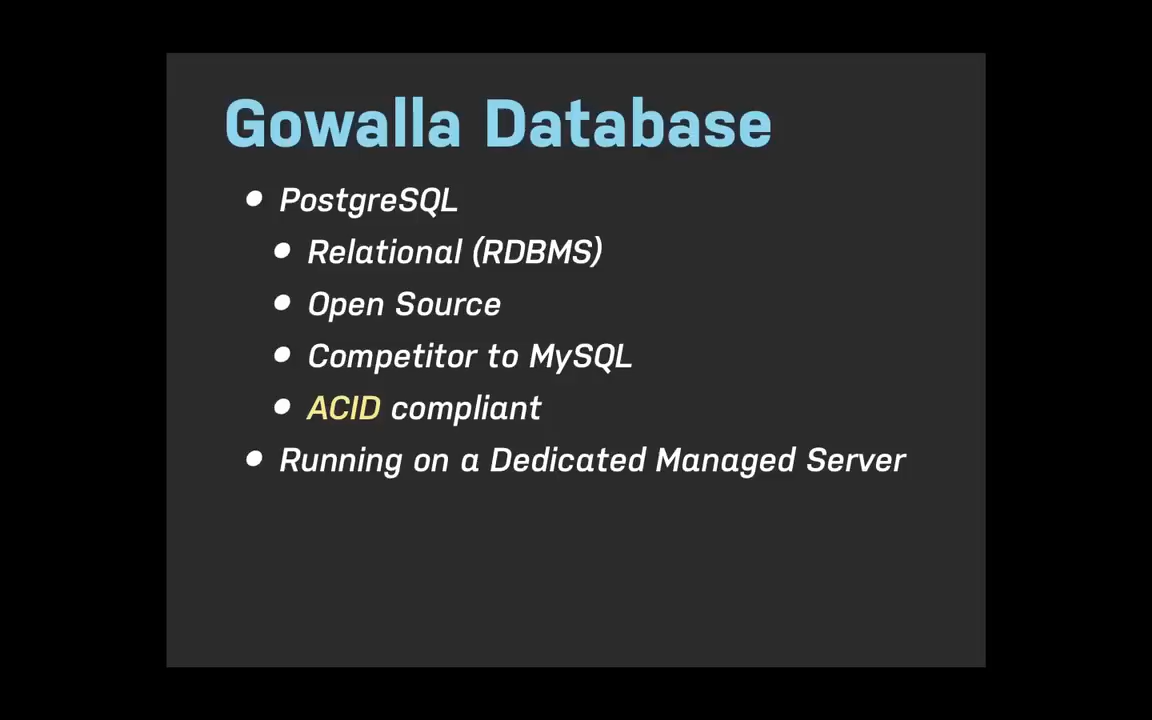 Gowalla Database
• PostgreSQL
• Relational (RDBMS)
• Open Source
• Competitor to MySQL
• ACID compliant
• Running on a Dedicated Managed Server